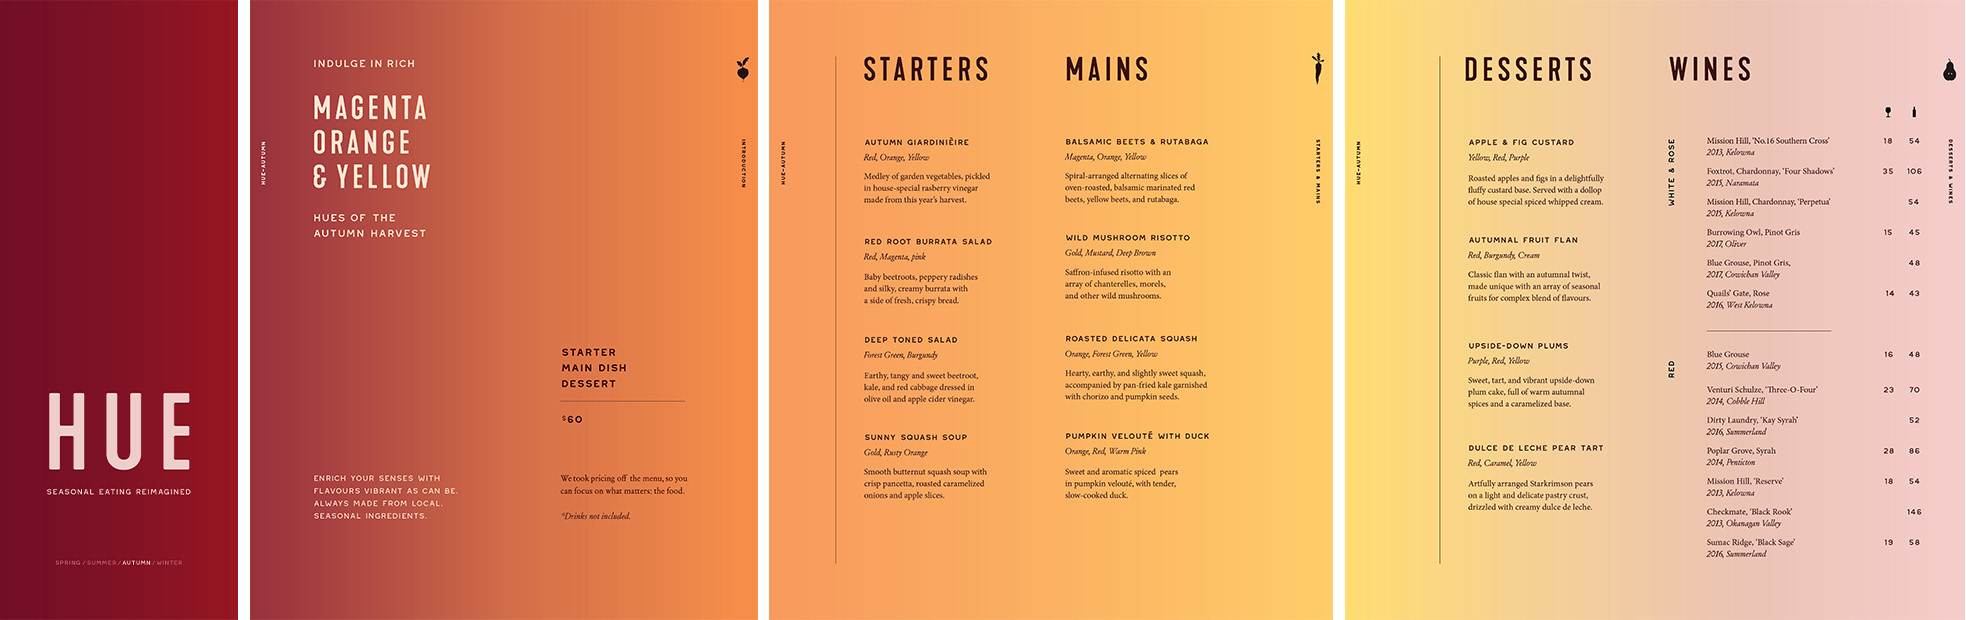 HUE
SEASONAL EATING REIMAGINED
SPRING / SUMMER / AUTUMN / WINTER
HUE-AUTUMN
INDULGE IN RICH
MAGENTA
ORANGE
& YELLOW
HUES OF THE
AUTUMN HARVEST
ENRICH YOUR SENSES WITH
FLAVOURS VIBRANT AS CAN BE.
ALWAYS MADE FROM LOCAL,
SEASONAL INGREDIENTS.
STARTER
MAIN DISH
DESSERT
$60
We took pricing off the menu, so you
can focus on what matters: the food.
*Drinks not included.
INTRODUCTION
HUE-AUTUMN
STARTERS
AUTUMN GIARDINIÈIRE
Red, Orange, Yellow
Medley of garden vegetables, pickled
in house-special rasberry vinegar
made from this year's harvest.
RED ROOT BURRATA SALAD
Red, Magenta, pink
Baby beetroots, peppery radishes
and silky, creamy burrata with
a side of fresh, crispy bread.
DEEP TONED SALAD
Forest Green, Burgundy
Earthy, tangy and sweet beetroot,
kale, and red cabbage dressed in
olive oil and apple cider vinegar.
SUNNY SQUASH SOUP
Gold, Rusty Orange
Smooth butternut squash soup with
crisp pancetta, roasted caramelized
onions and apple slices.
MAINS
BALSAMIC BEETS & RUTABAGA
Magenta, Orange, Yellow
Spiral-arranged alternating slices of
oven-roasted, balsamic marinated red
beets, yellow beets, and rutabaga.
WILD MUSHROOM RISOTTO
Gold, Mustard, Deep Brown
Saffron-infused risotto with an
array of chanterelles, morels,
and other wild mushrooms.
ROASTED DELICATA SQUASH
Orange, Forest Green, Yellow
Hearty, earthy, and slightly sweet squash,
accompanied by pan-fried kale garnished
with chorizo and pumpkin seeds.
PUMPKIN VELOUTÉ WITH DUCK
Orange, Red, Warm Pink
Sweet and aromatic spiced pears
in pumpkin velouté, with tender,
slow-cooked duck.
STARTERS & MAINS
HUE-AUTUMN
DESSERTS
APPLE & FIG CUSTARD
Yellow, Red, Purple
Roasted apples and figs in a delightfully
fluffy custard base. Served with a dollop
of house special spiced whipped cream.
AUTUMNAL FRUIT FLAN
Red, Burgundy, Cream
Classic flan with an autumnal twist,
made unique with an array of seasonal
fruits for complex blend of flavours.
UPSIDE-DOWN PLUMS
Purple, Red, Yellow
Sweet, tart, and vibrant upside-down
plum cake, full of warm autumnal
spices and a caramelized base.
DULCE DE LECHE PEAR TART
Red, Caramel, Yellow
Artfully arranged Starkrimson pears
on a light and delicate pastry crust,
drizzled with creamy dulce de leche.
WINES
WHITE & ROSE
Mission Hill, 'No.16 Southern Cross' 18 54
2013, Kelowna
Foxtrot, Chardonnay, 'Four Shadows' 35 106
2015, Naramata
Mission Hill, Chardonnay, 'Perpetua' 54
2015, Kelowna
Burrowing Owl, Pinot Gris 15 45
2017, Oliver
Blue Grouse, Pinot Gris, 48
2017, Cowichan Valley
Quails' Gate, Rose 14 43
2016, West Kelowna
RED
Blue Grouse 16 48
2015, Cowichan Valley
Venturi Schulze, 'Three-O-Four' 23 70
2014, Cobble Hill
Dirty Laundry, 'Kay Syrah' 52
2016, Summerland
Poplar Grove, Syrah 28 86
2014, Penticton
Mission Hill, 'Reserve' 18 54
2013, Kelowna
Checkmate, 'Black Rook' 146
2013, Okanagan Valley
Sumac Ridge, 'Black Sage' 19 58
2016, Summerland
DESSERTS & WINES